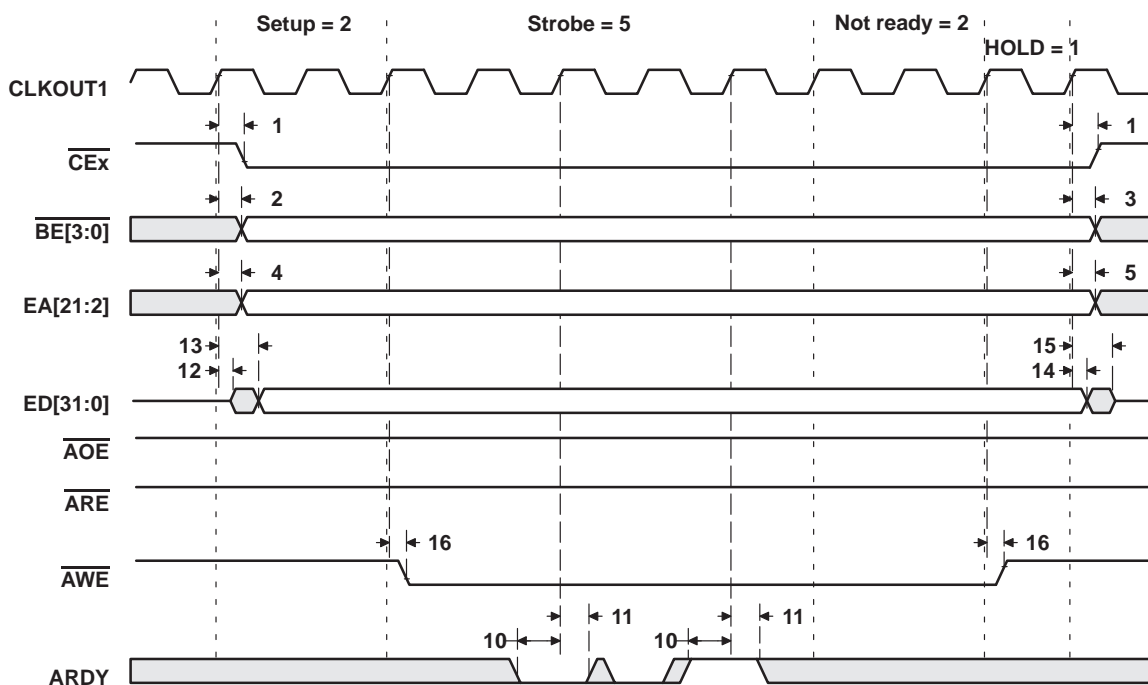 Setup = 2 Strobe = 5 Not ready = 2
HOLD = 1
CLKOUT1
1 1
CEx
2 3
BE[3:0]
4 5
EA[21:2]
13 15
12 14
ED[31:0]
AOE
ARE
16 16
AWE
11 11
10 10
ARDY